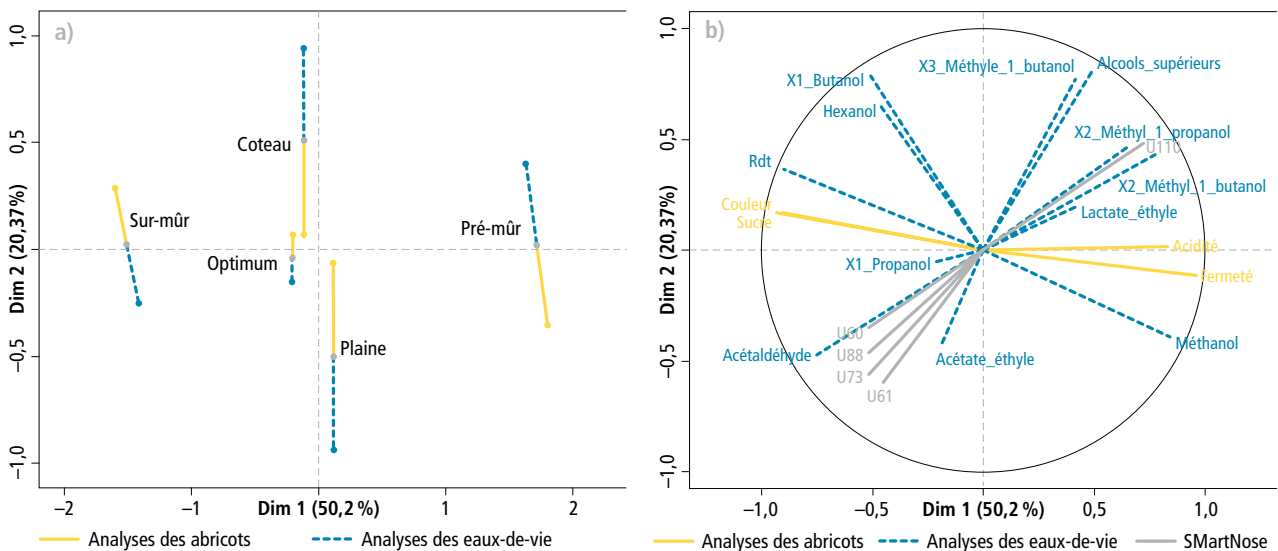 a)
1,0
0,5
–0,5
–1,0
Dim 2 (20,37%)
Coteau
Sur-mûr
Optimum
Pré-mûr
Plaine
–2
–1
Dim 1 (50,2 %)
1
2
Analyses des abricots
Analyses des eaux-de-vie
b)
1,0
0,5
0,0
–0,5
–1,0
Dim 2 (20,37%)
X3_Méthyle_1_butanol
Alcools_supérieurs
X1_Butanol
Hexanol
X2_Méthyl_1_propanol
U110
Rdt
X2_Méthyl_1_butanol
Couleur
Sucre
Lactate_éthyle
Acidité
X1_Propanol
Fermeté
U60
Méthanol
Acétaldéhyde
U88
Acétate_éthyle
U73
U61
–1,0
–0,5
Dim 1 (50,2 %)
0,5
1,0
Analyses des abricots
Analyses des eaux-de-vie
SMartNose